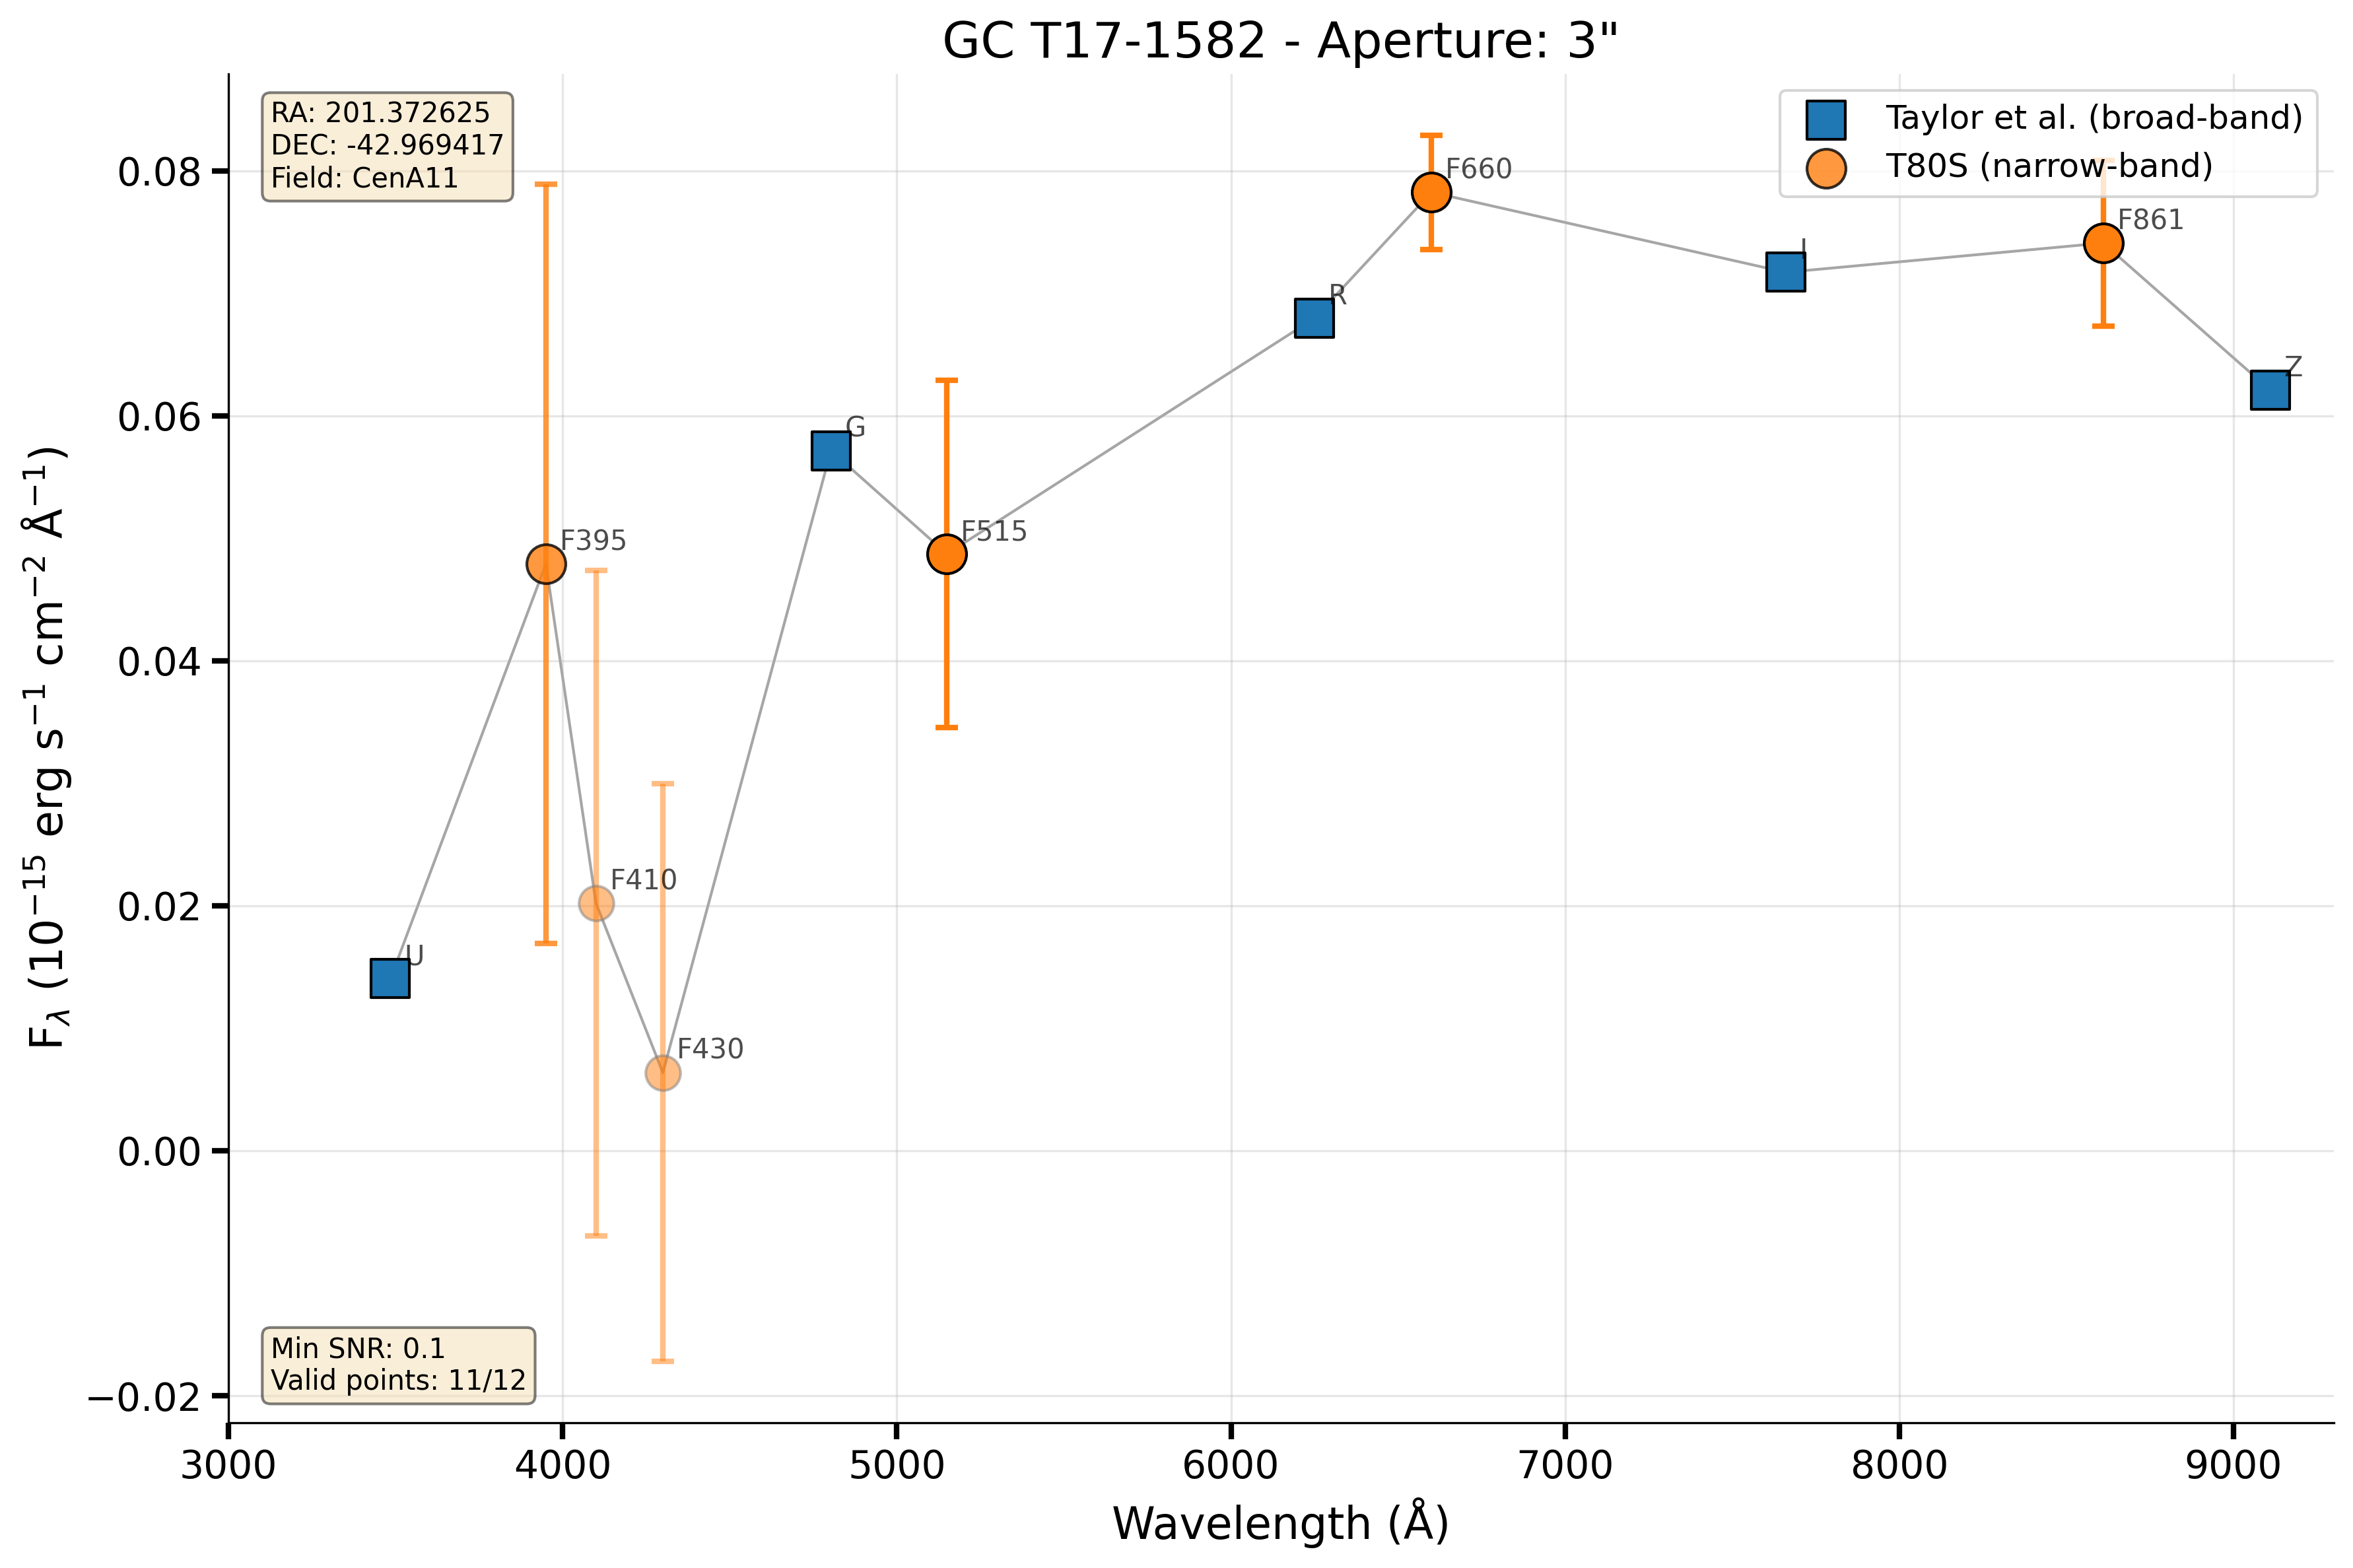 GC T17-1582 - Aperture: 3"
RA: 201.372625
DEC: -42.969417
Field: CenA11
Taylor et al. (broad-band)
T80S (narrow-band)
F660
F861
I
R
Z
G
F395
F515
F410
U
F430
Min SNR: 0.1
Valid points: 11/12
0.08
0.06
0.04
0.02
0.00
−0.02
F_λ (10⁻¹⁵ erg s⁻¹ cm⁻² Å⁻¹)
3000 4000 5000 6000 7000 8000 9000
Wavelength (Å)